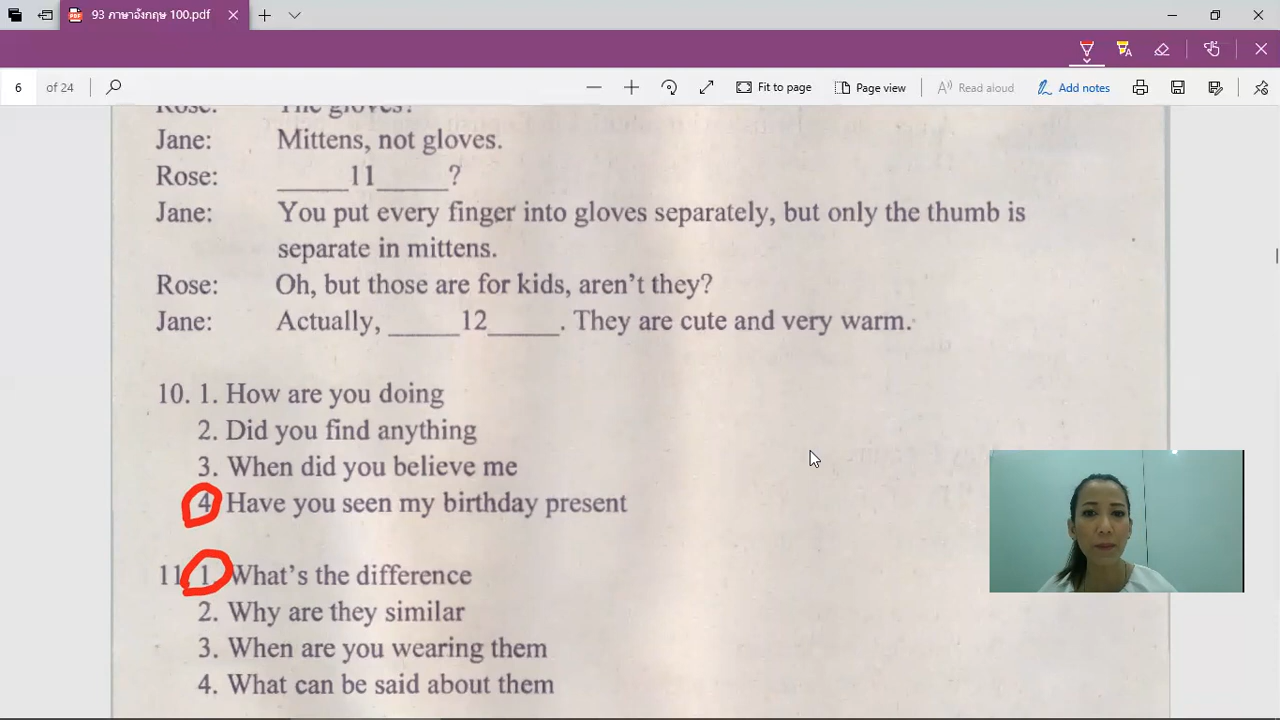 93 ภาษาอังกฤษ 100.pdf
6 of 24
Fit to page
Page view
Read aloud
Add notes
Rose: The gloves?
Jane: Mittens, not gloves.
Rose: _____11_____?
Jane: You put every finger into gloves separately, but only the thumb is
separate in mittens.
Rose: Oh, but those are for kids, aren't they?
Jane: Actually, _____12_____. They are cute and very warm.
10. 1. How are you doing
2. Did you find anything
3. When did you believe me
4. Have you seen my birthday present
11. 1. What's the difference
2. Why are they similar
3. When are you wearing them
4. What can be said about them